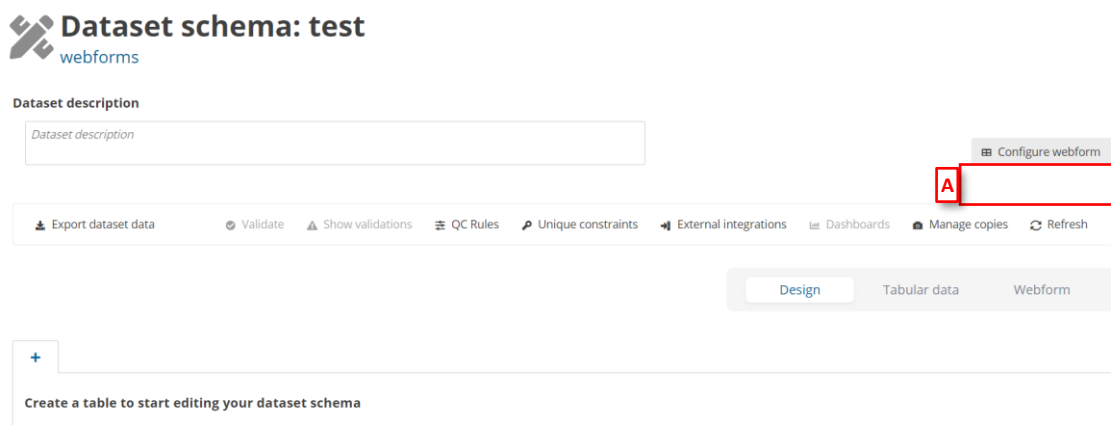 Dataset schema: test
webforms
Dataset description
Dataset description
Configure webform
A
Export dataset data Validate Show validations QC Rules Unique constraints External integrations Dashboards Manage copies Refresh
Design Tabular data Webform
+
Create a table to start editing your dataset schema